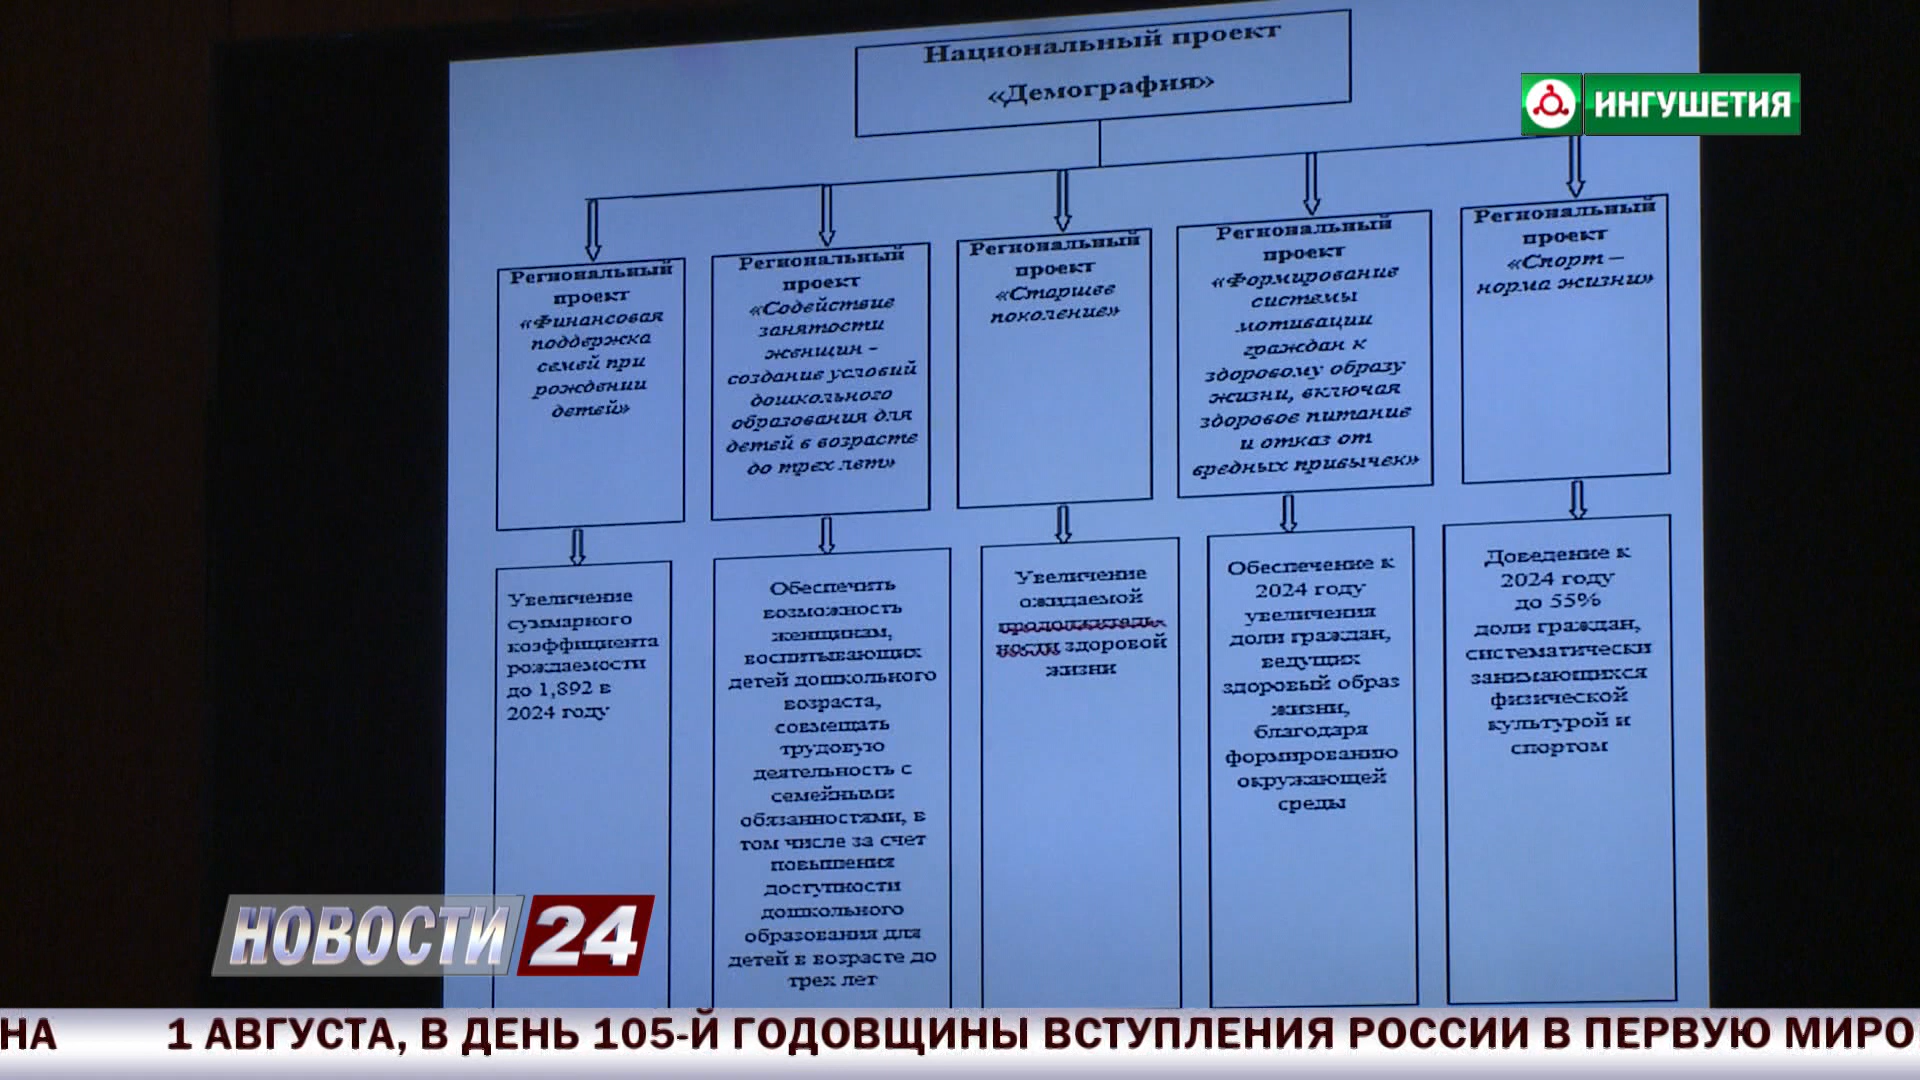 Национальный проект
«Демография»
ИНГУШЕТИЯ
Региональный
проект
«Финансовая
поддержка
семей при
рождении
детей»
Региональный
проект
«Содействие
занятости
женщин –
создание условий
дошкольного
образования для
детей в возрасте
до трех лет»
Региональный
проект
«Старшее
поколение»
Региональный
проект
«Формирование
системы
мотивации
граждан к
здоровому образу
жизни, включая
здоровое питание
и отказ от
вредных привычек»
Региональный
проект
«Спорт –
норма жизни»
Увеличение
суммарного
коэффициента
рождаемости
до 1,892 в
2024 году
Обеспечить
возможность
женщинам,
воспитывающих
детей дошкольного
возраста,
совмещать
трудовую
деятельность с
семейными
обязанностями, в
том числе за счет
повышения
доступности
дошкольного
образования для
детей в возрасте до
трех лет
Увеличение
ожидаемой
продолжитель-
ности здоровой
жизни
Обеспечение к
2024 году
увеличения
доли граждан,
ведущих
здоровый образ
жизни,
благодаря
формированию
окружающей
среды
Доведение к
2024 году
до 55%
доли граждан,
систематически
занимающихся
физической
культурой и
спортом
НОВОСТИ 24
НА 1 АВГУСТА, В ДЕНЬ 105-Й ГОДОВЩИНЫ ВСТУПЛЕНИЯ РОССИИ В ПЕРВУЮ МИРО